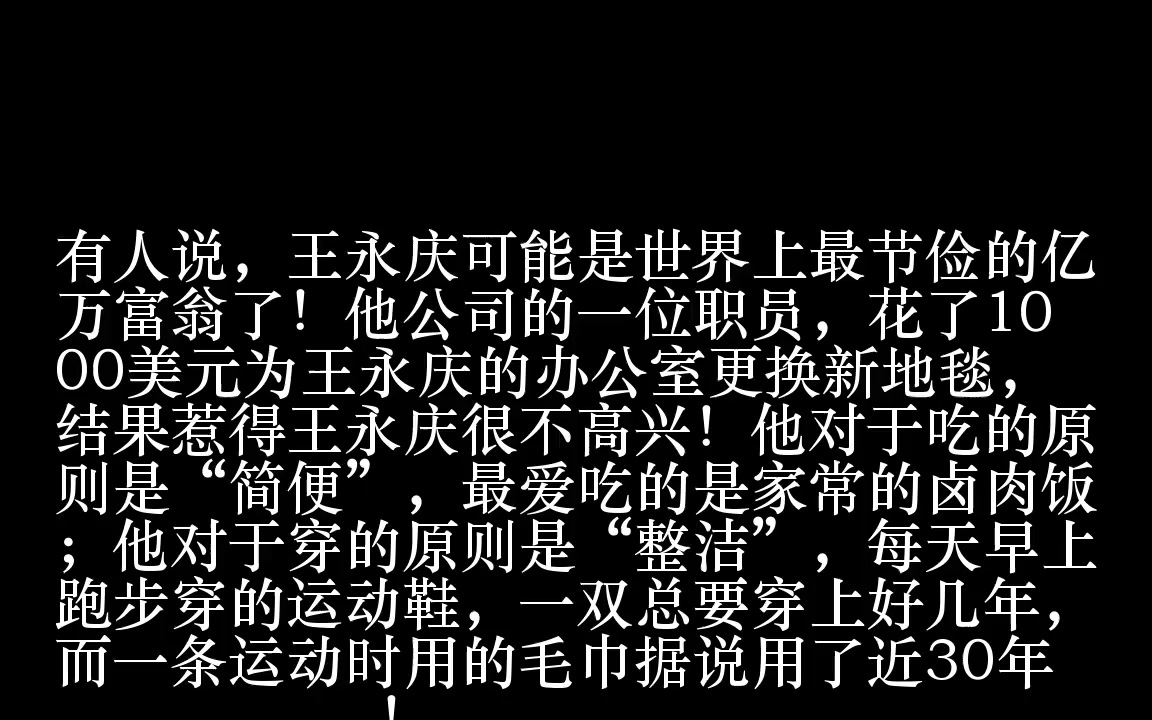 有人说，王永庆可能是世界上最节俭的亿
万富翁了！他公司的一位职员，花了10
00美元为王永庆的办公室更换新地毯，
结果惹得王永庆很不高兴！他对于吃的原
则是“简便”，最爱吃的是家常的卤肉饭
；他对于穿的原则是“整洁”，每天早上
跑步穿的运动鞋，一双总要穿上好几年，
而一条运动时用的毛巾据说用了近30年